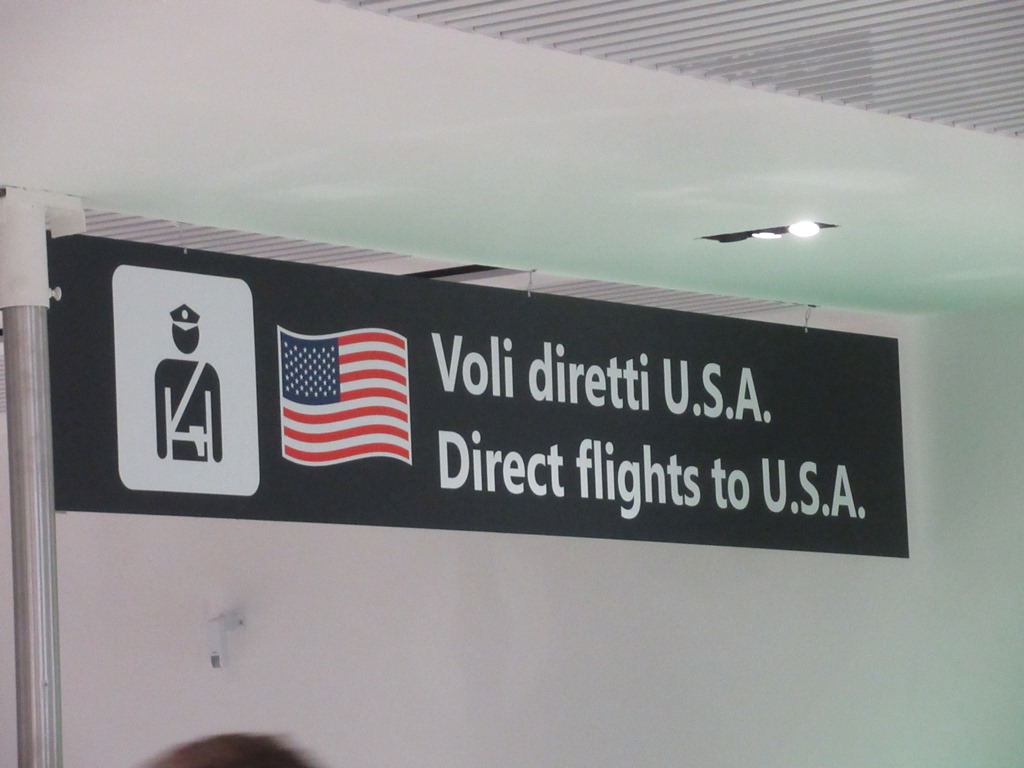 Voli diretti U.S.A.
Direct flights to U.S.A.